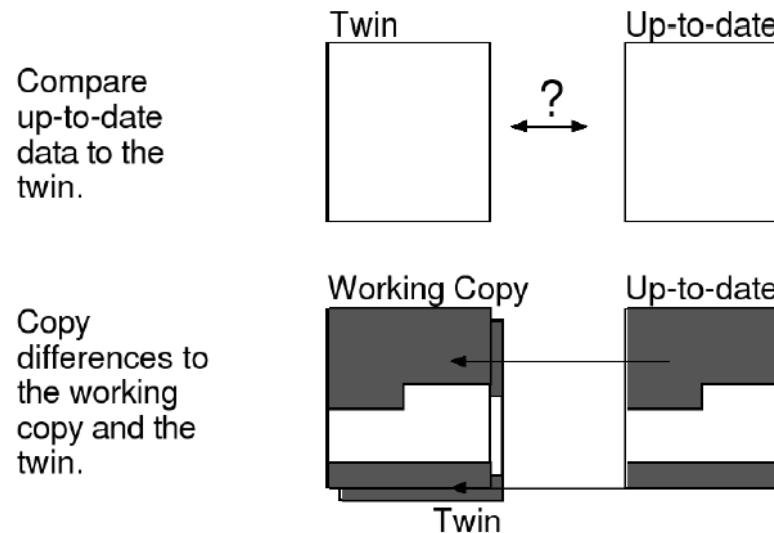 Twin
Up-to-date
Compare
up-to-date
data to the
twin.
?
Working Copy
Up-to-date
Copy
differences to
the working
copy and the
twin.
Twin